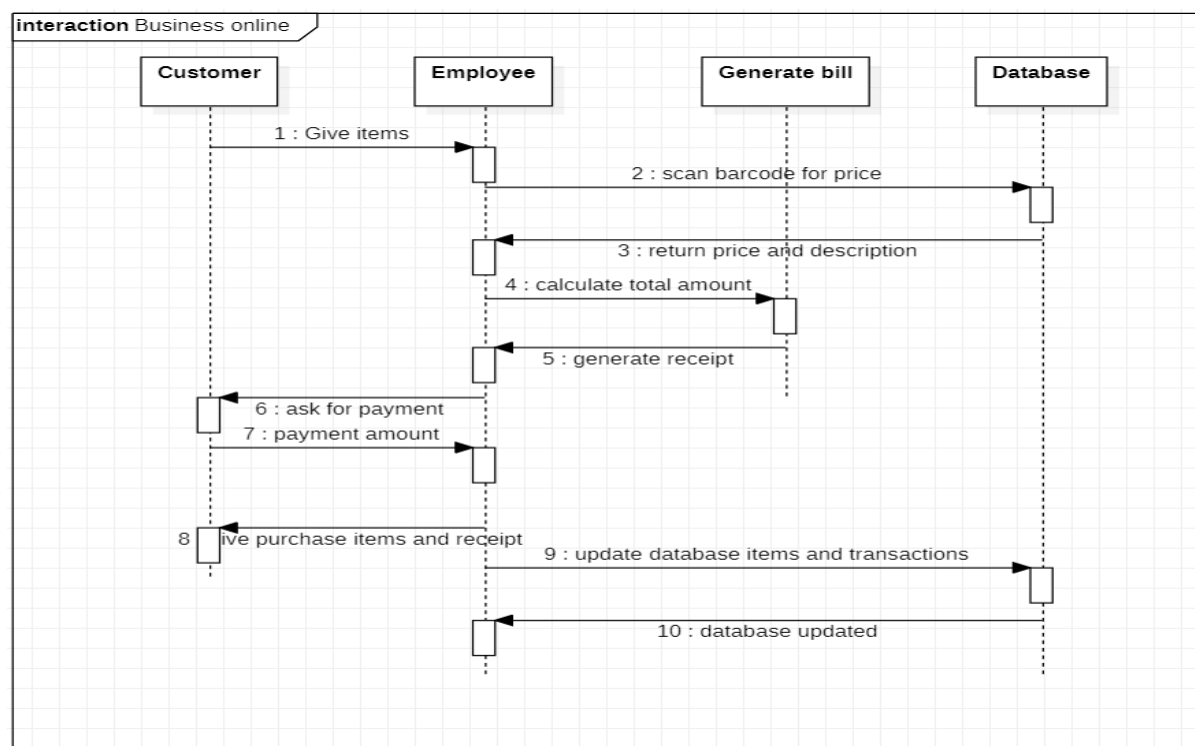 interaction Business online
Customer
Employee
Generate bill
Database
1 : Give items
2 : scan barcode for price
3 : return price and description
4 : calculate total amount
5 : generate receipt
6 : ask for payment
7 : payment amount
8 ive purchase items and receipt
9 : update database items and transactions
10 : database updated